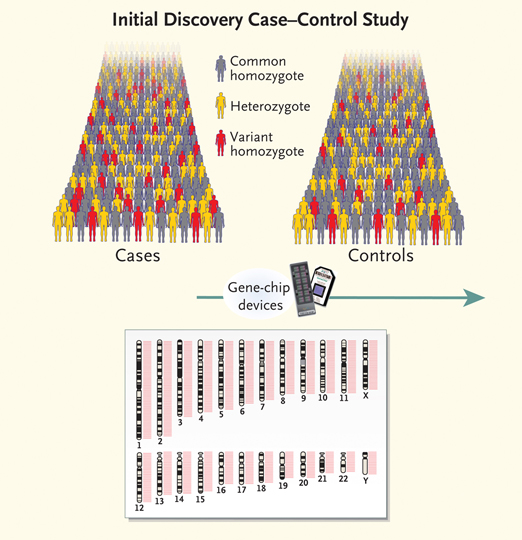 Initial Discovery Case–Control Study
Common
homozygote
Heterozygote
Variant
homozygote
Cases
Controls
Gene-chip
devices
1 2 3 4 5 6 7 8 9 10 11 X
12 13 14 15 16 17 18 19 20 21 22 Y